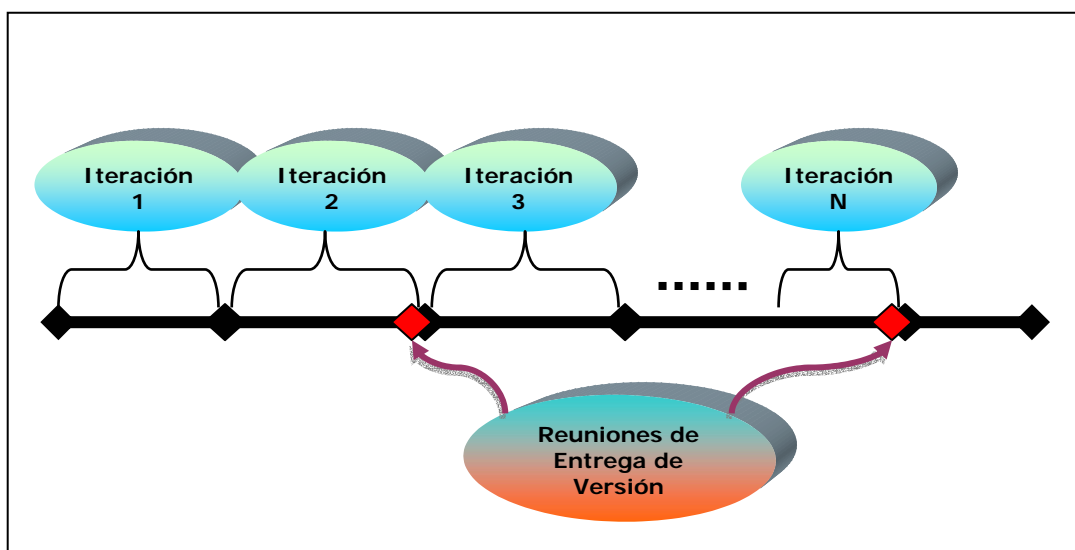 Iteración
1
Iteración
2
Iteración
3
Iteración
N
......
Reuniones de
Entrega de
Versión